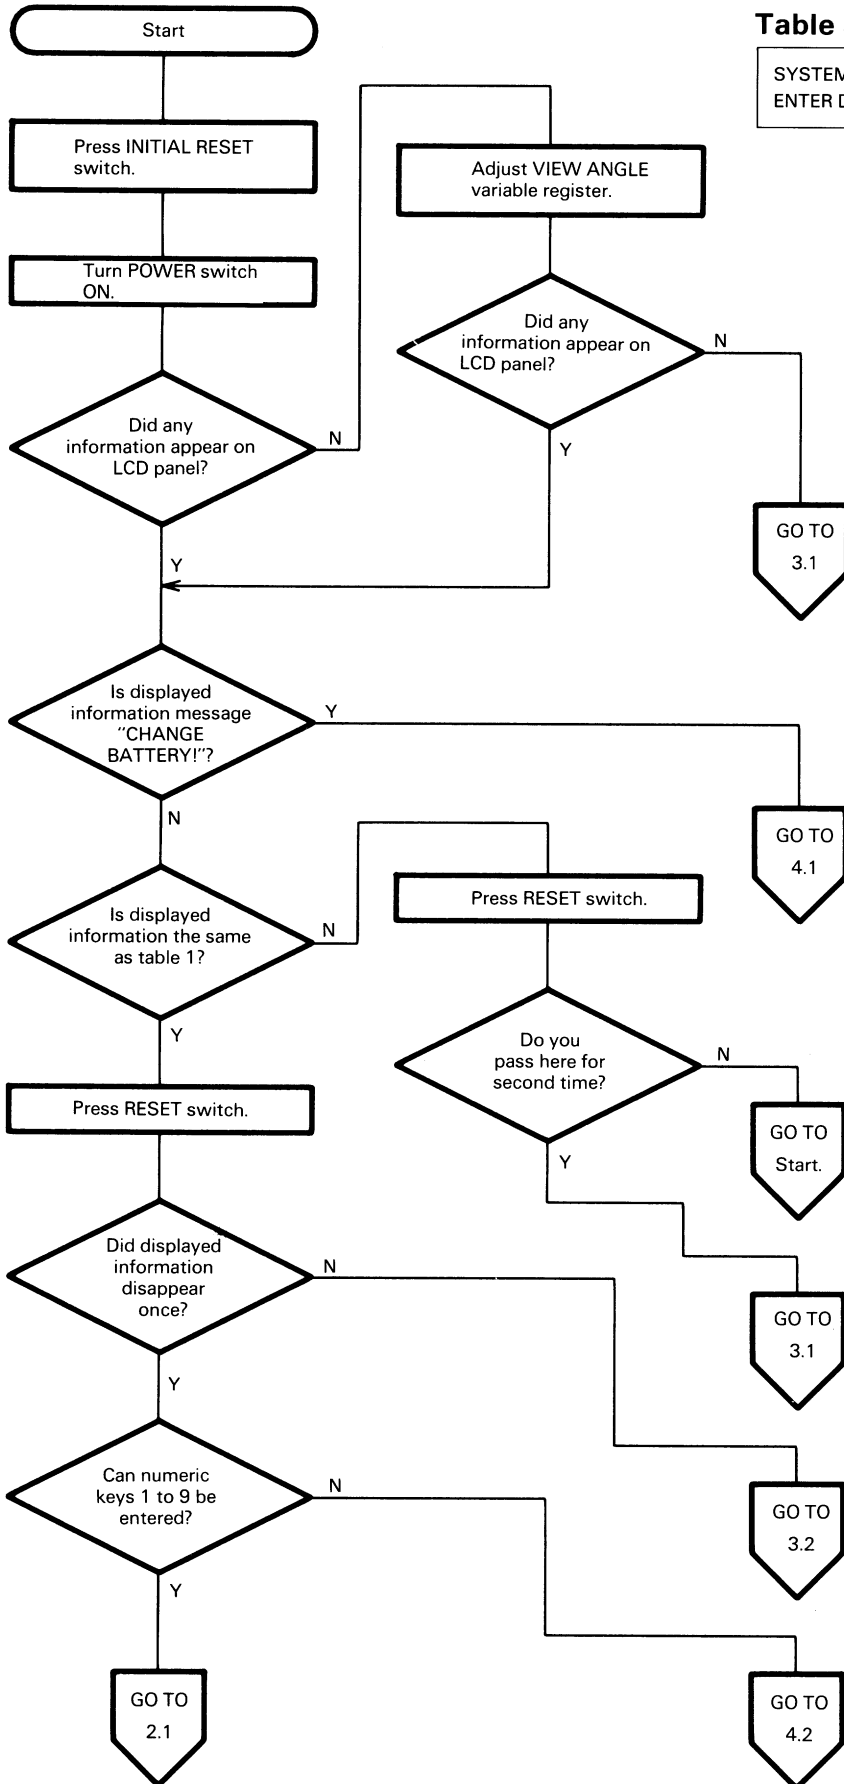 Start
Table
SYSTEM
ENTER D
Press INITIAL RESET
switch.
Adjust VIEW ANGLE
variable register.
Turn POWER switch
ON.
Did any
information appear on
LCD panel?
N
Y
Did any
information appear on
LCD panel?
N
Y
GO TO
3.1
Is displayed
information message
"CHANGE
BATTERY!"?
Y
N
GO TO
4.1
Is displayed
information the same
as table 1?
N
Y
Press RESET switch.
Do you
pass here for
second time?
N
Y
GO TO
Start.
GO TO
3.1
Press RESET switch.
Did displayed
information
disappear
once?
N
Y
GO TO
3.2
Can numeric
keys 1 to 9 be
entered?
N
Y
GO TO
2.1
GO TO
4.2